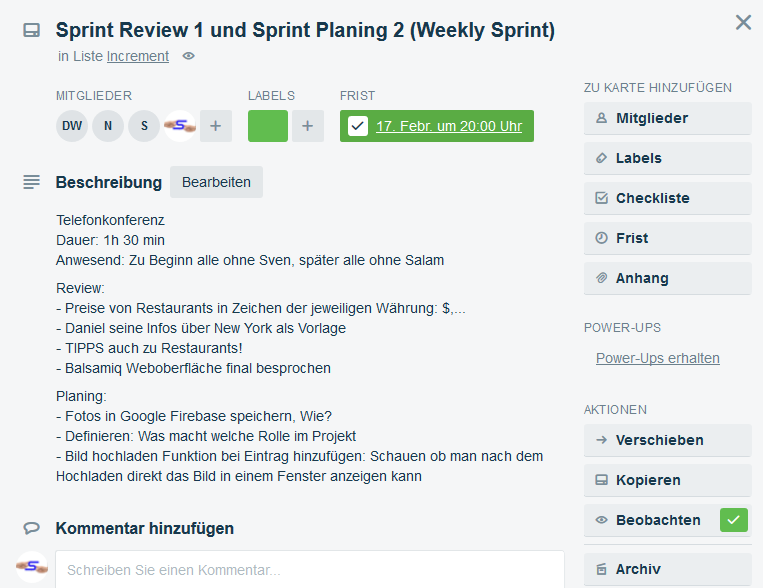 Sprint Review 1 und Sprint Planing 2 (Weekly Sprint)
in Liste Increment
MITGLIEDER
LABELS
FRIST
DW
N
S
S
+
+
17. Febr. um 20:00 Uhr
Beschreibung
Bearbeiten
Telefonkonferenz
Dauer: 1h 30 min
Anwesend: Zu Beginn alle ohne Sven, später alle ohne Salam
Review:
- Preise von Restaurants in Zeichen der jeweiligen Währung: $,...
- Daniel seine Infos über New York als Vorlage
- TIPPS auch zu Restaurants!
- Balsamiq Weboberfläche final besprochen
Planing:
- Fotos in Google Firebase speichern, Wie?
- Definieren: Was macht welche Rolle im Projekt
- Bild hochladen Funktion bei Eintrag hinzufügen: Schauen ob man nach dem
Hochladen direkt das Bild in einem Fenster anzeigen kann
Kommentar hinzufügen
S
Schreiben Sie einen Kommentar...
ZU KARTE HINZUFÜGEN
Mitglieder
Labels
Checkliste
Frist
Anhang
POWER-UPS
Power-Ups erhalten
AKTIONEN
Verschieben
Kopieren
Beobachten
Archiv